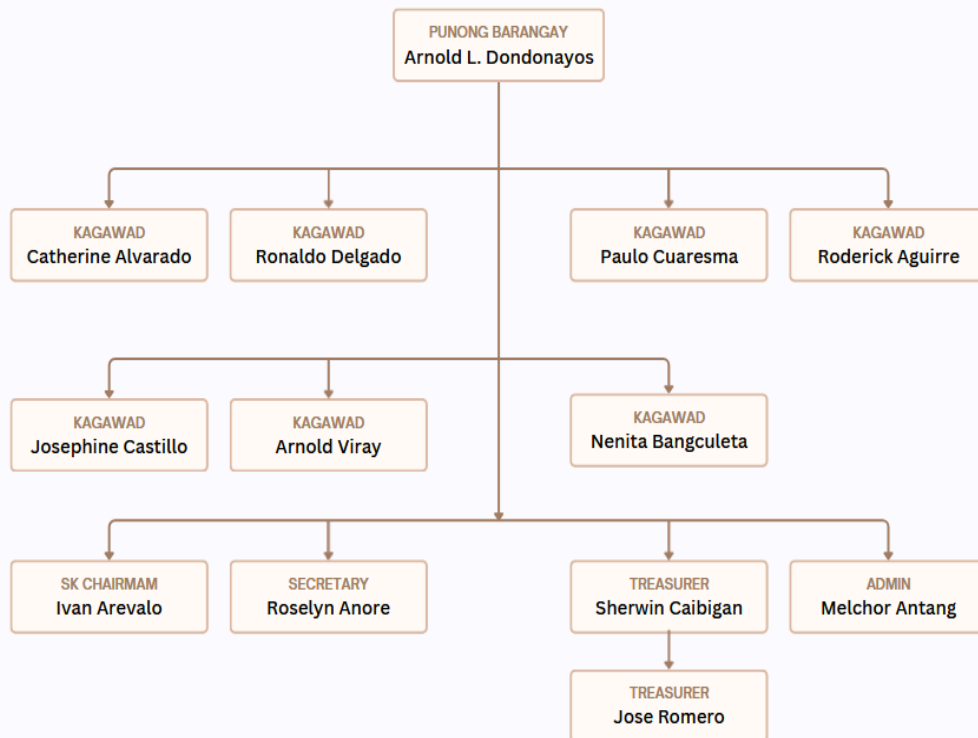 PUNONG BARANGAY
Arnold L. Dondonayos
KAGAWAD
Catherine Alvarado
KAGAWAD
Ronaldo Delgado
KAGAWAD
Paulo Cuaresma
KAGAWAD
Roderick Aguirre
KAGAWAD
Josephine Castillo
KAGAWAD
Arnold Viray
KAGAWAD
Nenita Bangculeta
SK CHAIRMAM
Ivan Arevalo
SECRETARY
Roselyn Anore
TREASURER
Sherwin Caibigan
ADMIN
Melchor Antang
TREASURER
Jose Romero